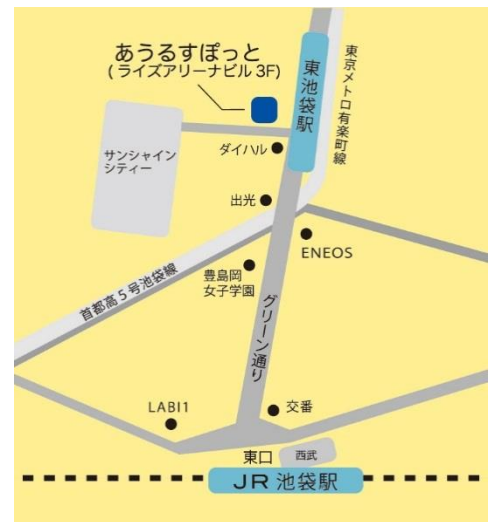 あうるすぽっと
(ライズアリーナビル 3F)
東池袋駅
東京メトロ有楽町線
サンシャイン
シティー
ダイハル
出光
ENEOS
首都高5号池袋線
豊島岡
女子学園
グリーン通り
LABI1
交番
東口
西武
JR 池袋駅